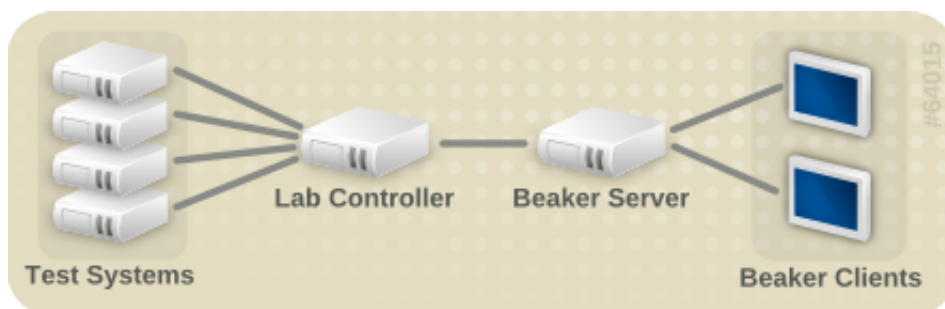 #64015
Lab Controller
Beaker Server
Test Systems
Beaker Clients